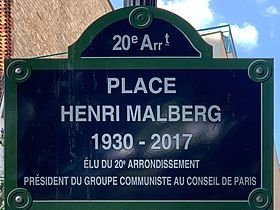 20e Arrt
PLACE
HENRI MALBERG
1930 - 2017
ÉLU DU 20e ARRONDISSEMENT
PRÉSIDENT DU GROUPE COMMUNISTE AU CONSEIL DE PARIS